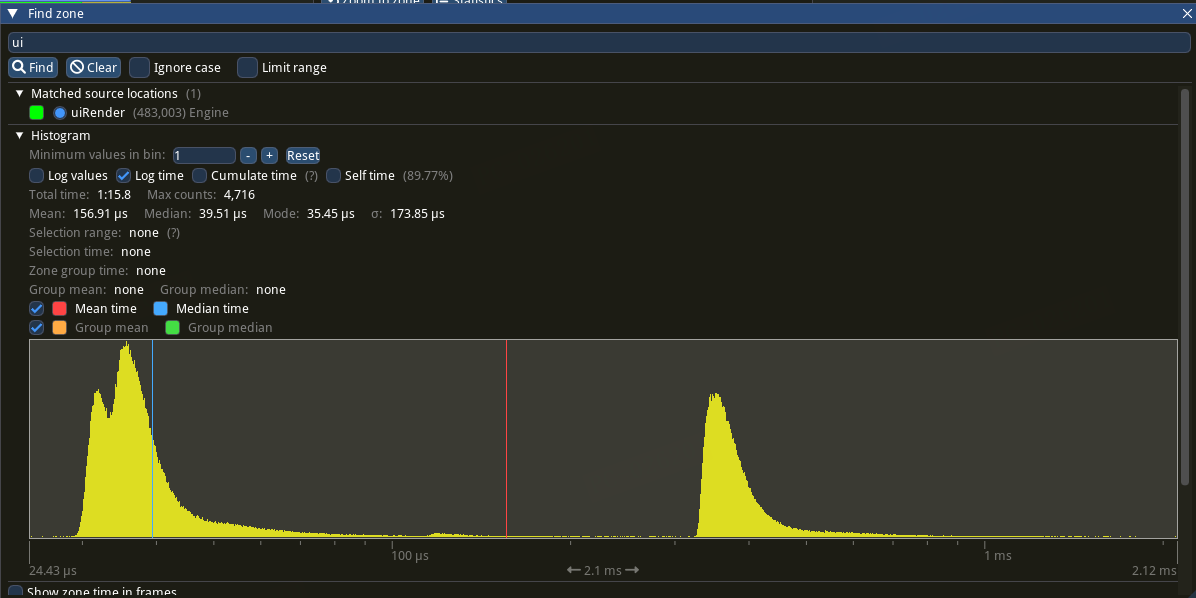 Zoom to zone Statistics
Find zone
ui
Find Clear Ignore case Limit range
Matched source locations (1)
uiRender (483,003) Engine
Histogram
Minimum values in bin: 1 - + Reset
Log values Log time Cumulate time (?) Self time (89.77%)
Total time: 1:15.8 Max counts: 4,716
Mean: 156.91 µs Median: 39.51 µs Mode: 35.45 µs σ: 173.85 µs
Selection range: none (?)
Selection time: none
Zone group time: none
Group mean: none Group median: none
Mean time Median time
Group mean Group median
100 µs 1 ms
24.43 µs 2.1 ms 2.12 ms
Show zone time in frames